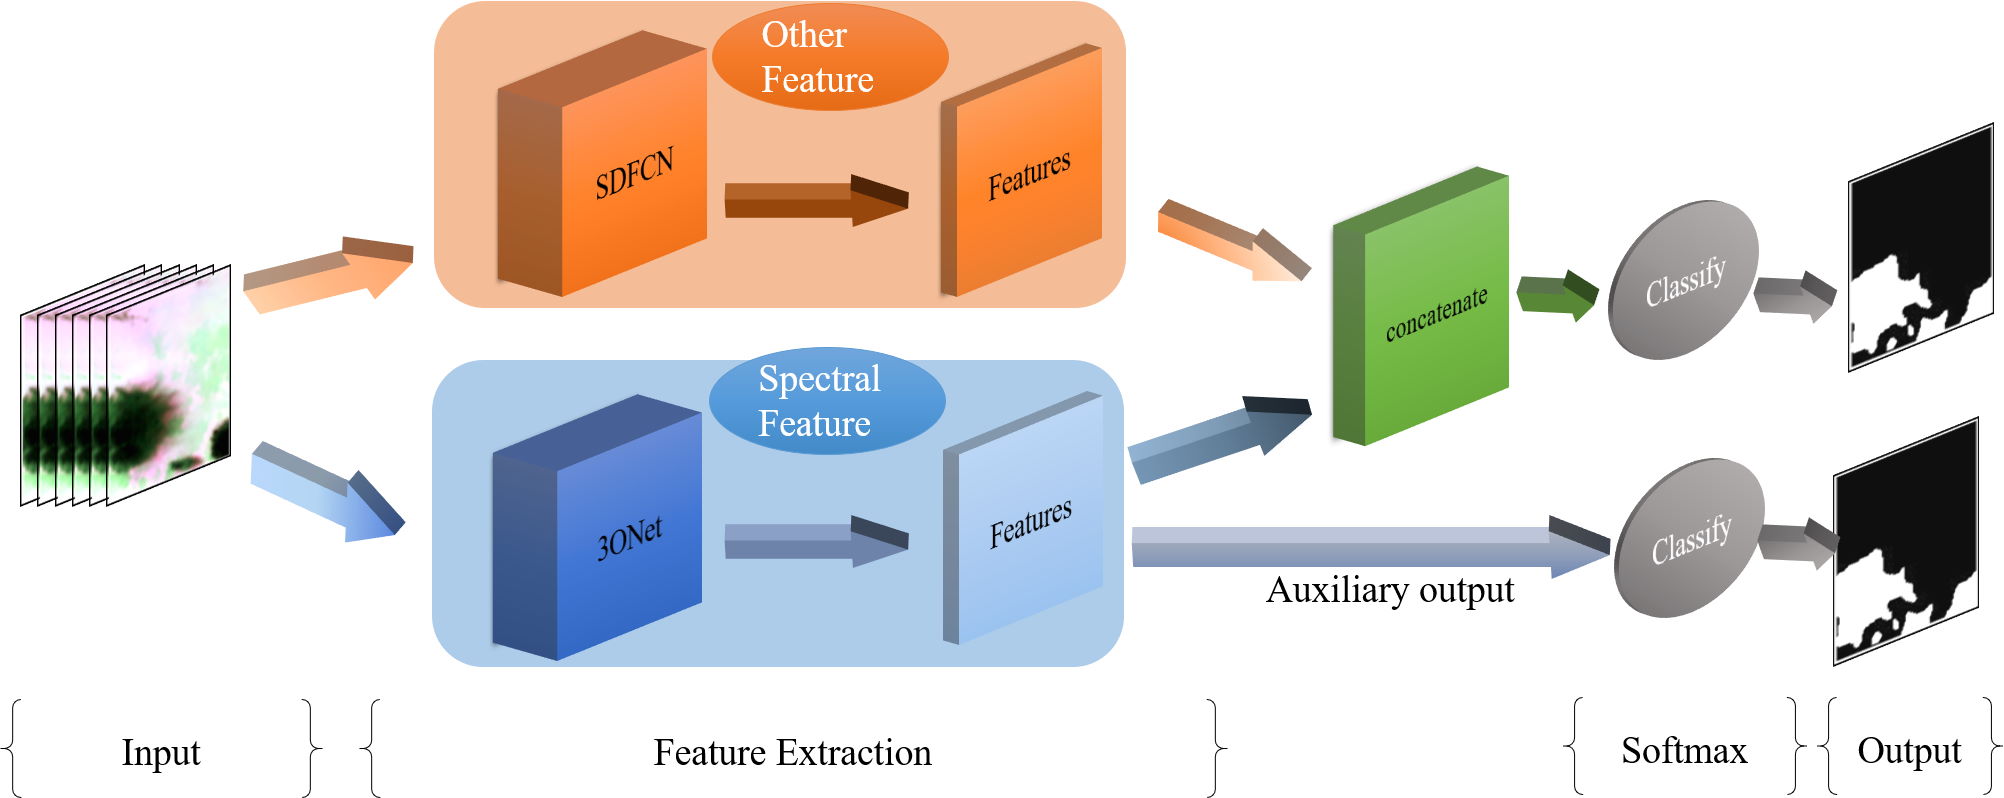 Other
Feature
SDFCN
Features
concatenate
Classify
Spectral
Feature
3ONet
Features
Classify
Auxiliary output
Input
Feature Extraction
Softmax
Output